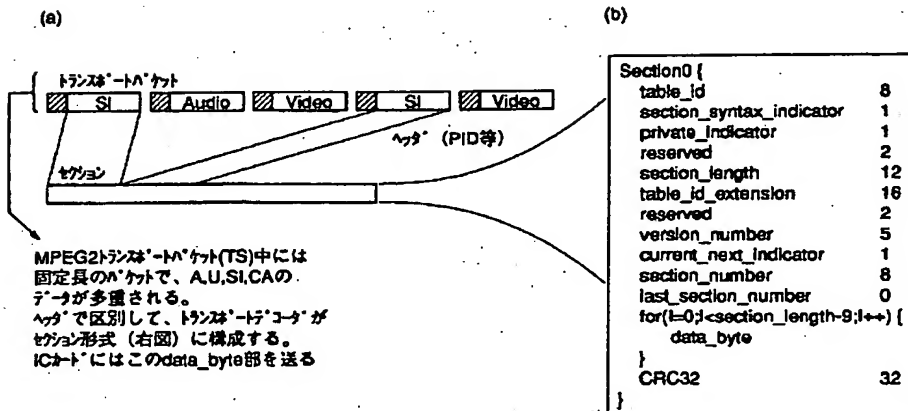 (a)
トランスポートパケット
SI Audio Video SI Video
ヘッダ (PID等)
セクション
MPEG2トランスポートパケット(TS)中には
固定長のパケットで、A,U,SI,CAの
データが多重される。
ヘッダで区別して、トランスポートデコーダが
セクション形式（右図）に構成する。
ICカードにはこのdata_byte部を送る
(b)
Section0 {
table_id 8
section_syntax_indicator 1
private_indicator 1
reserved 2
section_length 12
table_id_extension 16
reserved 2
version_number 5
current_next_indicator 1
section_number 8
last_section_number 0
for(I=0;I<section_length-9;I++) {
data_byte
}
CRC32 32
}